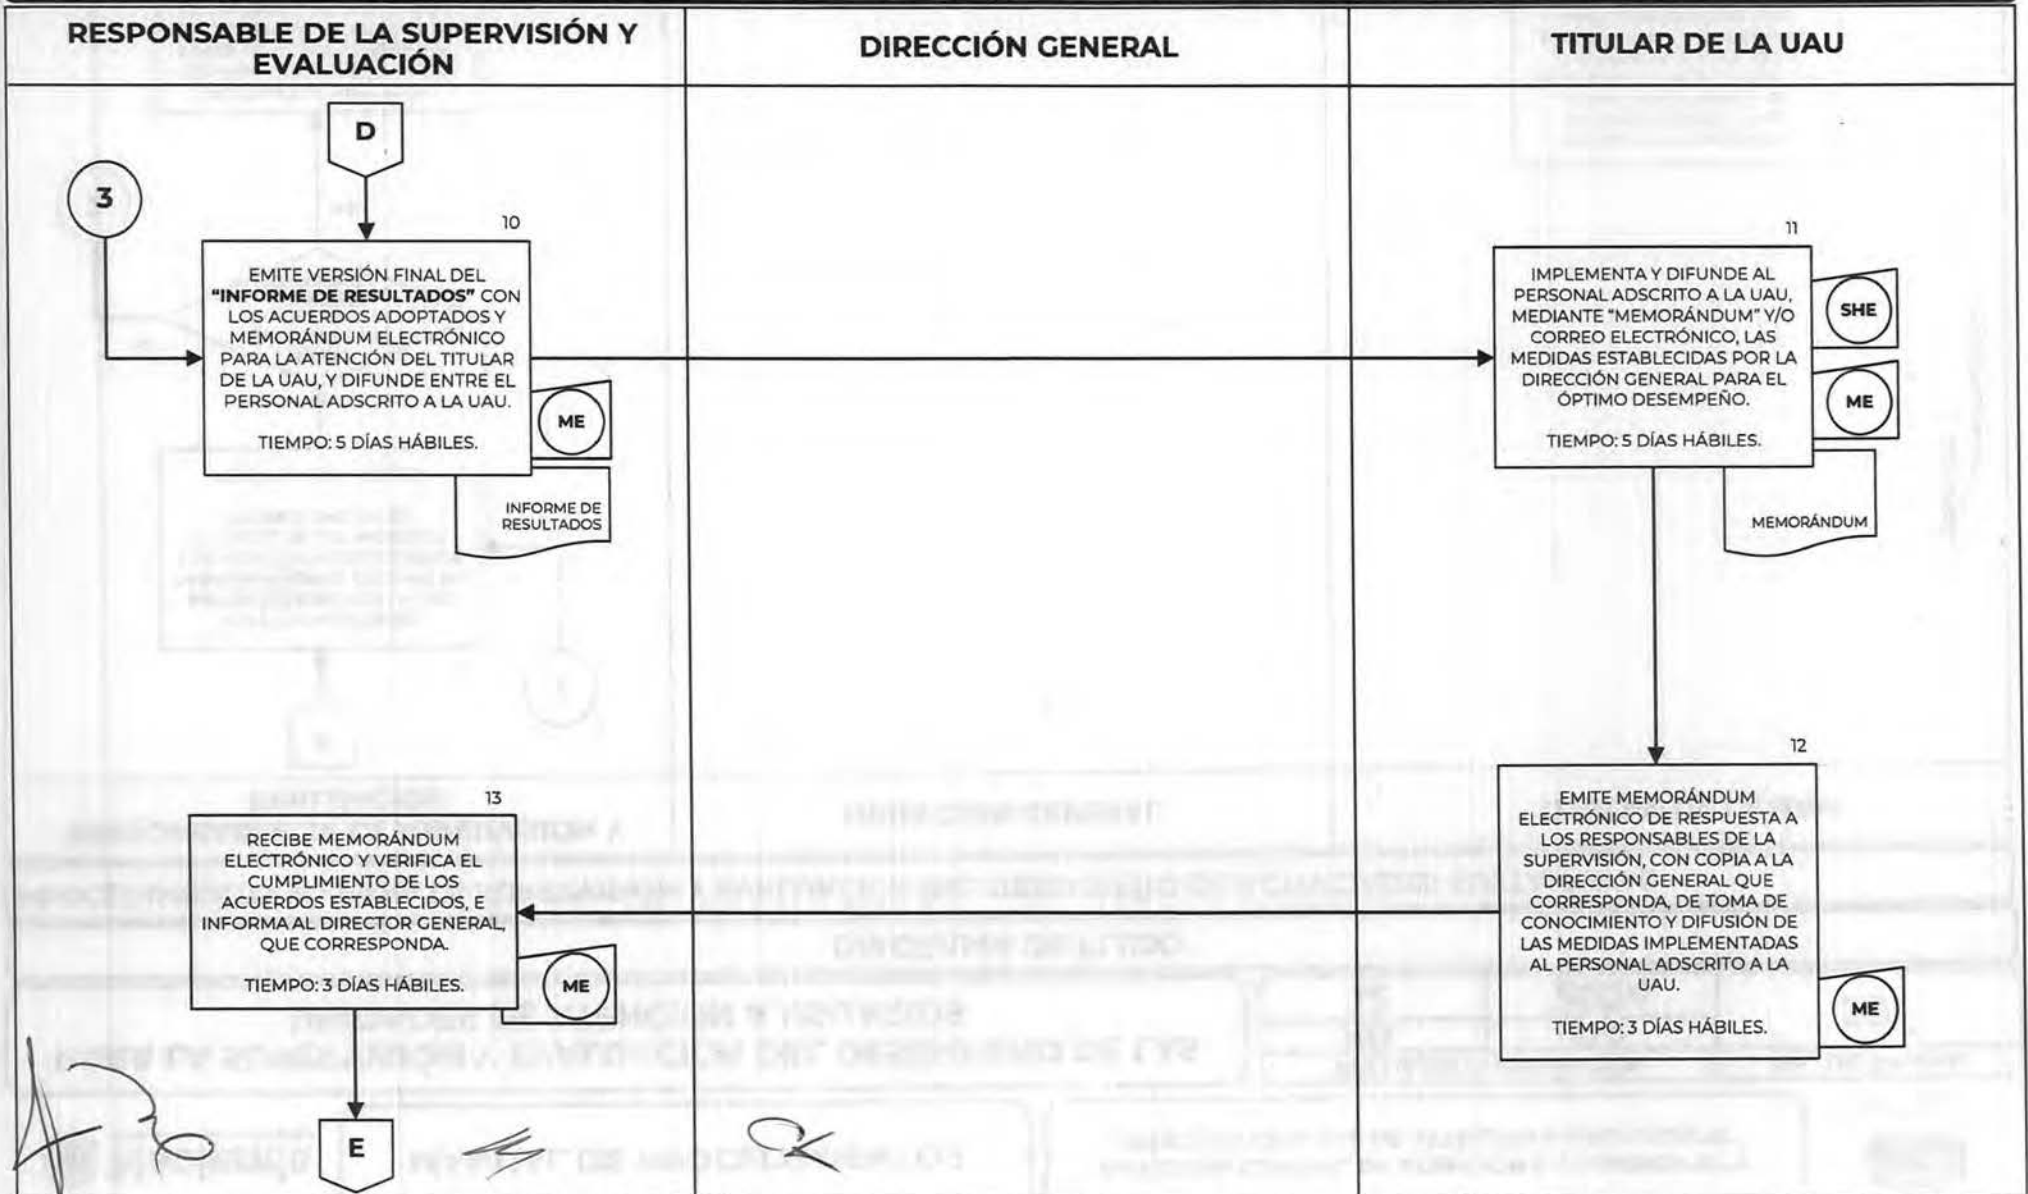 RESPONSABLE DE LA SUPERVISIÓN Y
EVALUACIÓN
DIRECCIÓN GENERAL
TITULAR DE LA UAU
D
3
10
EMITE VERSIÓN FINAL DEL
“INFORME DE RESULTADOS” CON
LOS ACUERDOS ADOPTADOS Y
MEMORÁNDUM ELECTRÓNICO
PARA LA ATENCIÓN DEL TITULAR
DE LA UAU, Y DIFUNDE ENTRE EL
PERSONAL ADSCRITO A LA UAU.
TIEMPO: 5 DÍAS HÁBILES.
ME
INFORME DE
RESULTADOS
11
IMPLEMENTA Y DIFUNDE AL
PERSONAL ADSCRITO A LA UAU,
MEDIANTE “MEMORÁNDUM” Y/O
CORREO ELECTRÓNICO, LAS
MEDIDAS ESTABLECIDAS POR LA
DIRECCIÓN GENERAL PARA EL
ÓPTIMO DESEMPEÑO.
TIEMPO: 5 DÍAS HÁBILES.
SHE
ME
MEMORÁNDUM
12
EMITE MEMORÁNDUM
ELECTRÓNICO DE RESPUESTA A
LOS RESPONSABLES DE LA
SUPERVISIÓN, CON COPIA A LA
DIRECCIÓN GENERAL QUE
CORRESPONDA, DE TOMA DE
CONOCIMIENTO Y DIFUSIÓN DE
LAS MEDIDAS IMPLEMENTADAS
AL PERSONAL ADSCRITO A LA
UAU.
TIEMPO: 3 DÍAS HÁBILES.
ME
13
RECIBE MEMORÁNDUM
ELECTRÓNICO Y VERIFICA EL
CUMPLIMIENTO DE LOS
ACUERDOS ESTABLECIDOS, E
INFORMA AL DIRECTOR GENERAL,
QUE CORRESPONDA.
TIEMPO: 3 DÍAS HÁBILES.
ME
E